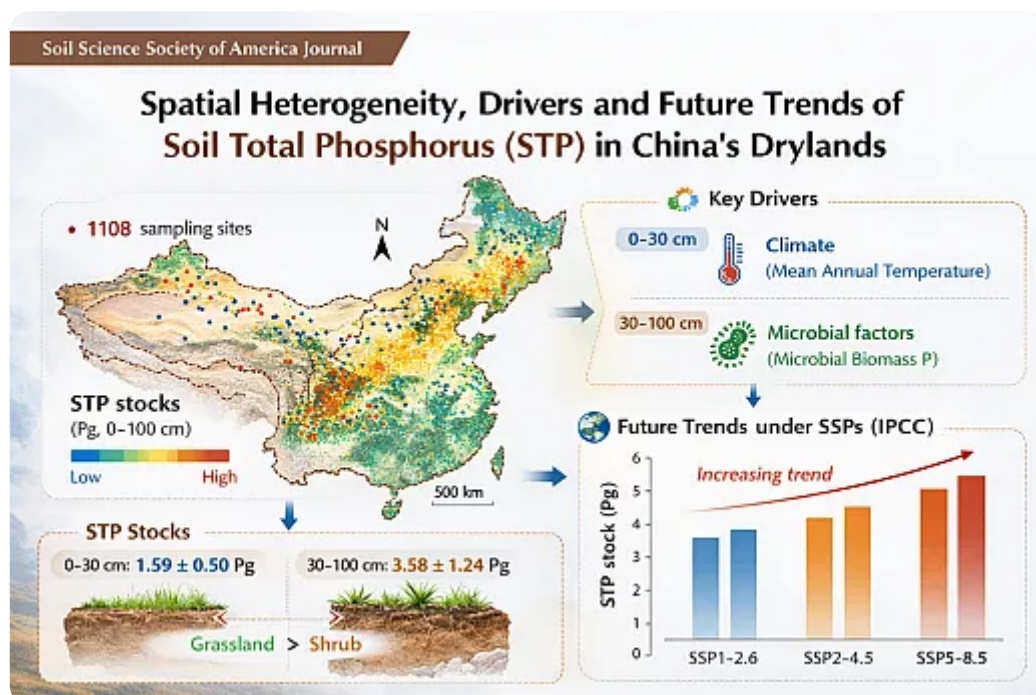 Soil Science Society of America Journal
Spatial Heterogeneity, Drivers and Future Trends of
Soil Total Phosphorus (STP) in China's Drylands
• 1108 sampling sites
N
STP stocks
(Pg, 0–100 cm)
Low
High
500 km
Key Drivers
0–30 cm
Climate
(Mean Annual Temperature)
30–100 cm
Microbial factors
(Microbial Biomass P)
STP Stocks
0–30 cm: 1.59 ± 0.50 Pg
30–100 cm: 3.58 ± 1.24 Pg
Grassland > Shrub
Future Trends under SSPs (IPCC)
Increasing trend
STP stock (Pg)
6
5
4
3
2
1
0
SSP1–2.6
SSP2–4.5
SSP5–8.5